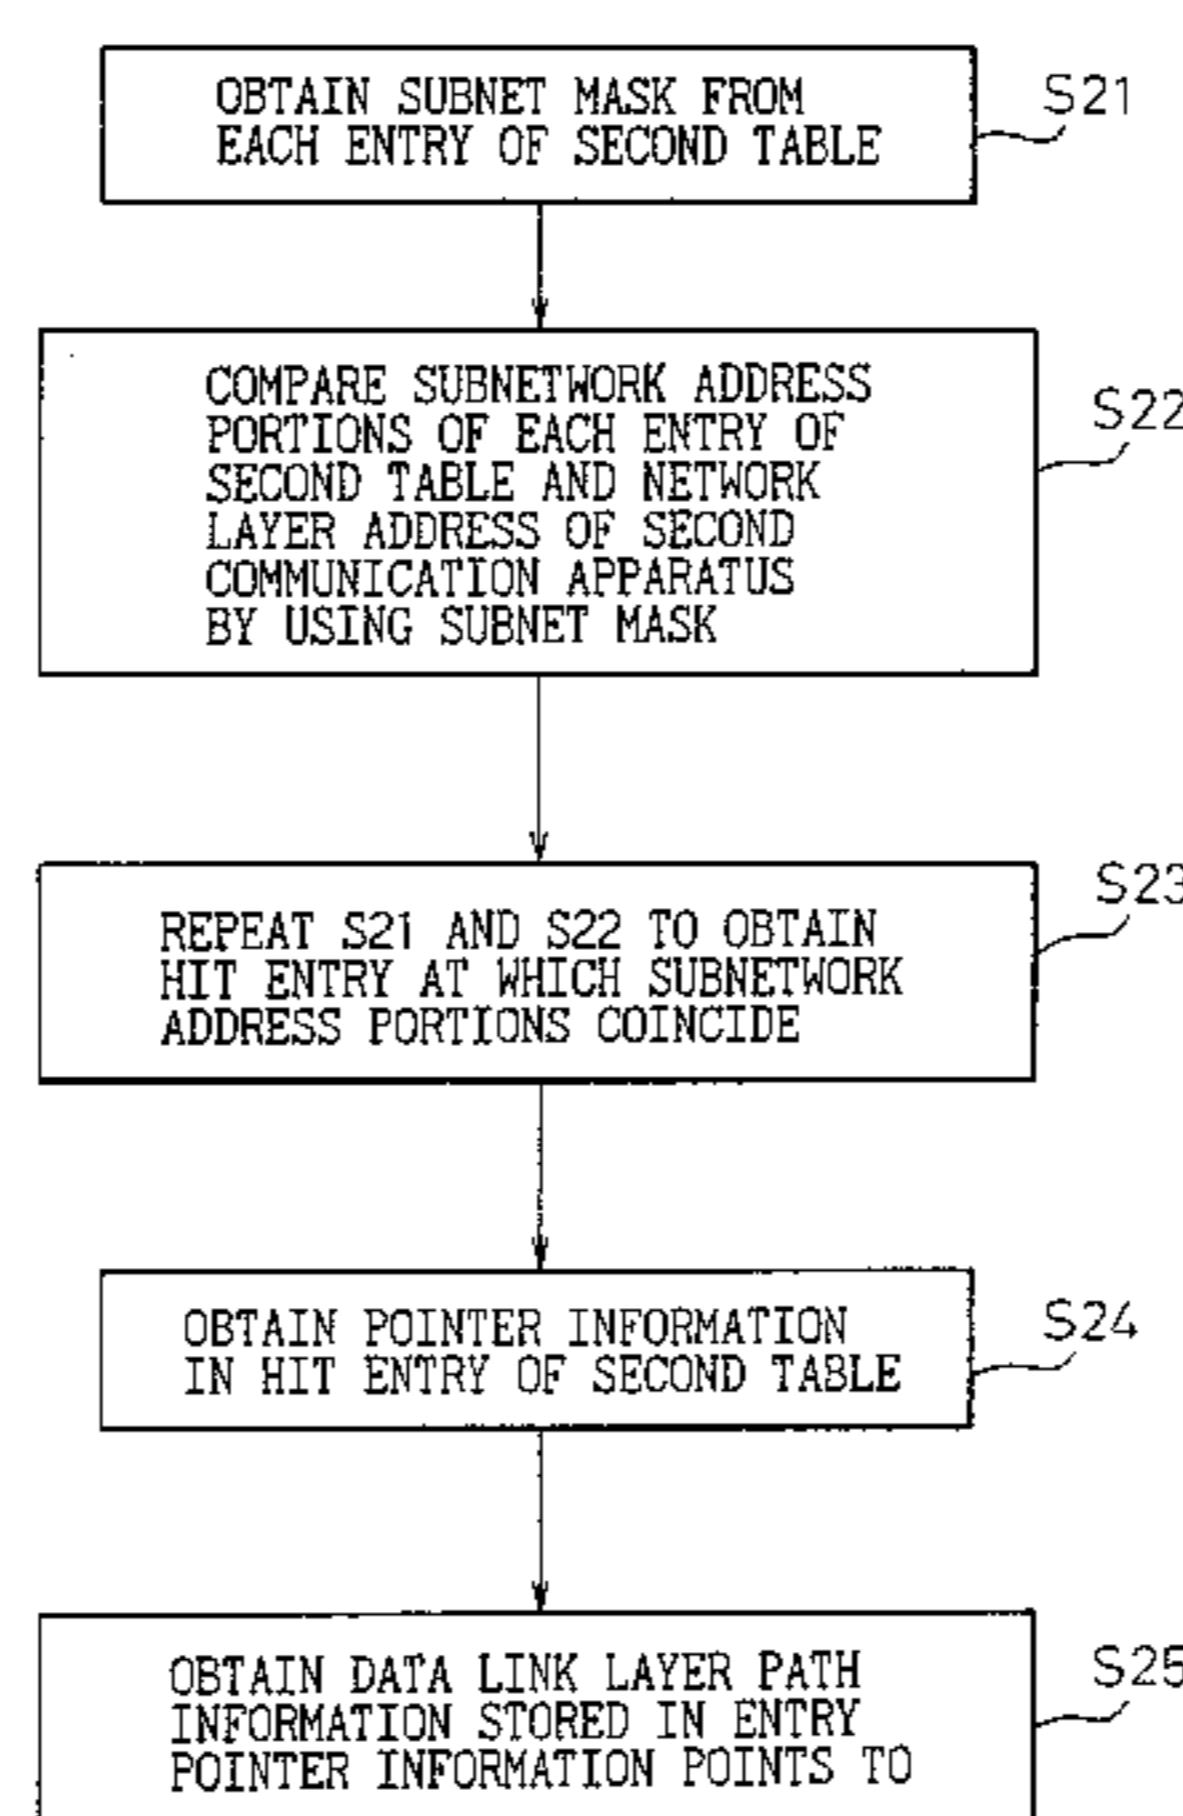 OBTAIN SUBNET MASK FROM
EACH ENTRY OF SECOND TABLE
S21
COMPARE SUBNETWORK ADDRESS
PORTIONS OF EACH ENTRY OF
SECOND TABLE AND NETWORK
LAYER ADDRESS OF SECOND
COMMUNICATION APPARATUS
BY USING SUBNET MASK
S22
REPEAT S21 AND S22 TO OBTAIN
HIT ENTRY AT WHICH SUBNETWORK
ADDRESS PORTIONS COINCIDE
S23
OBTAIN POINTER INFORMATION
IN HIT ENTRY OF SECOND TABLE
S24
OBTAIN DATA LINK LAYER PATH
INFORMATION STORED IN ENTRY
POINTER INFORMATION POINTS TO
S25